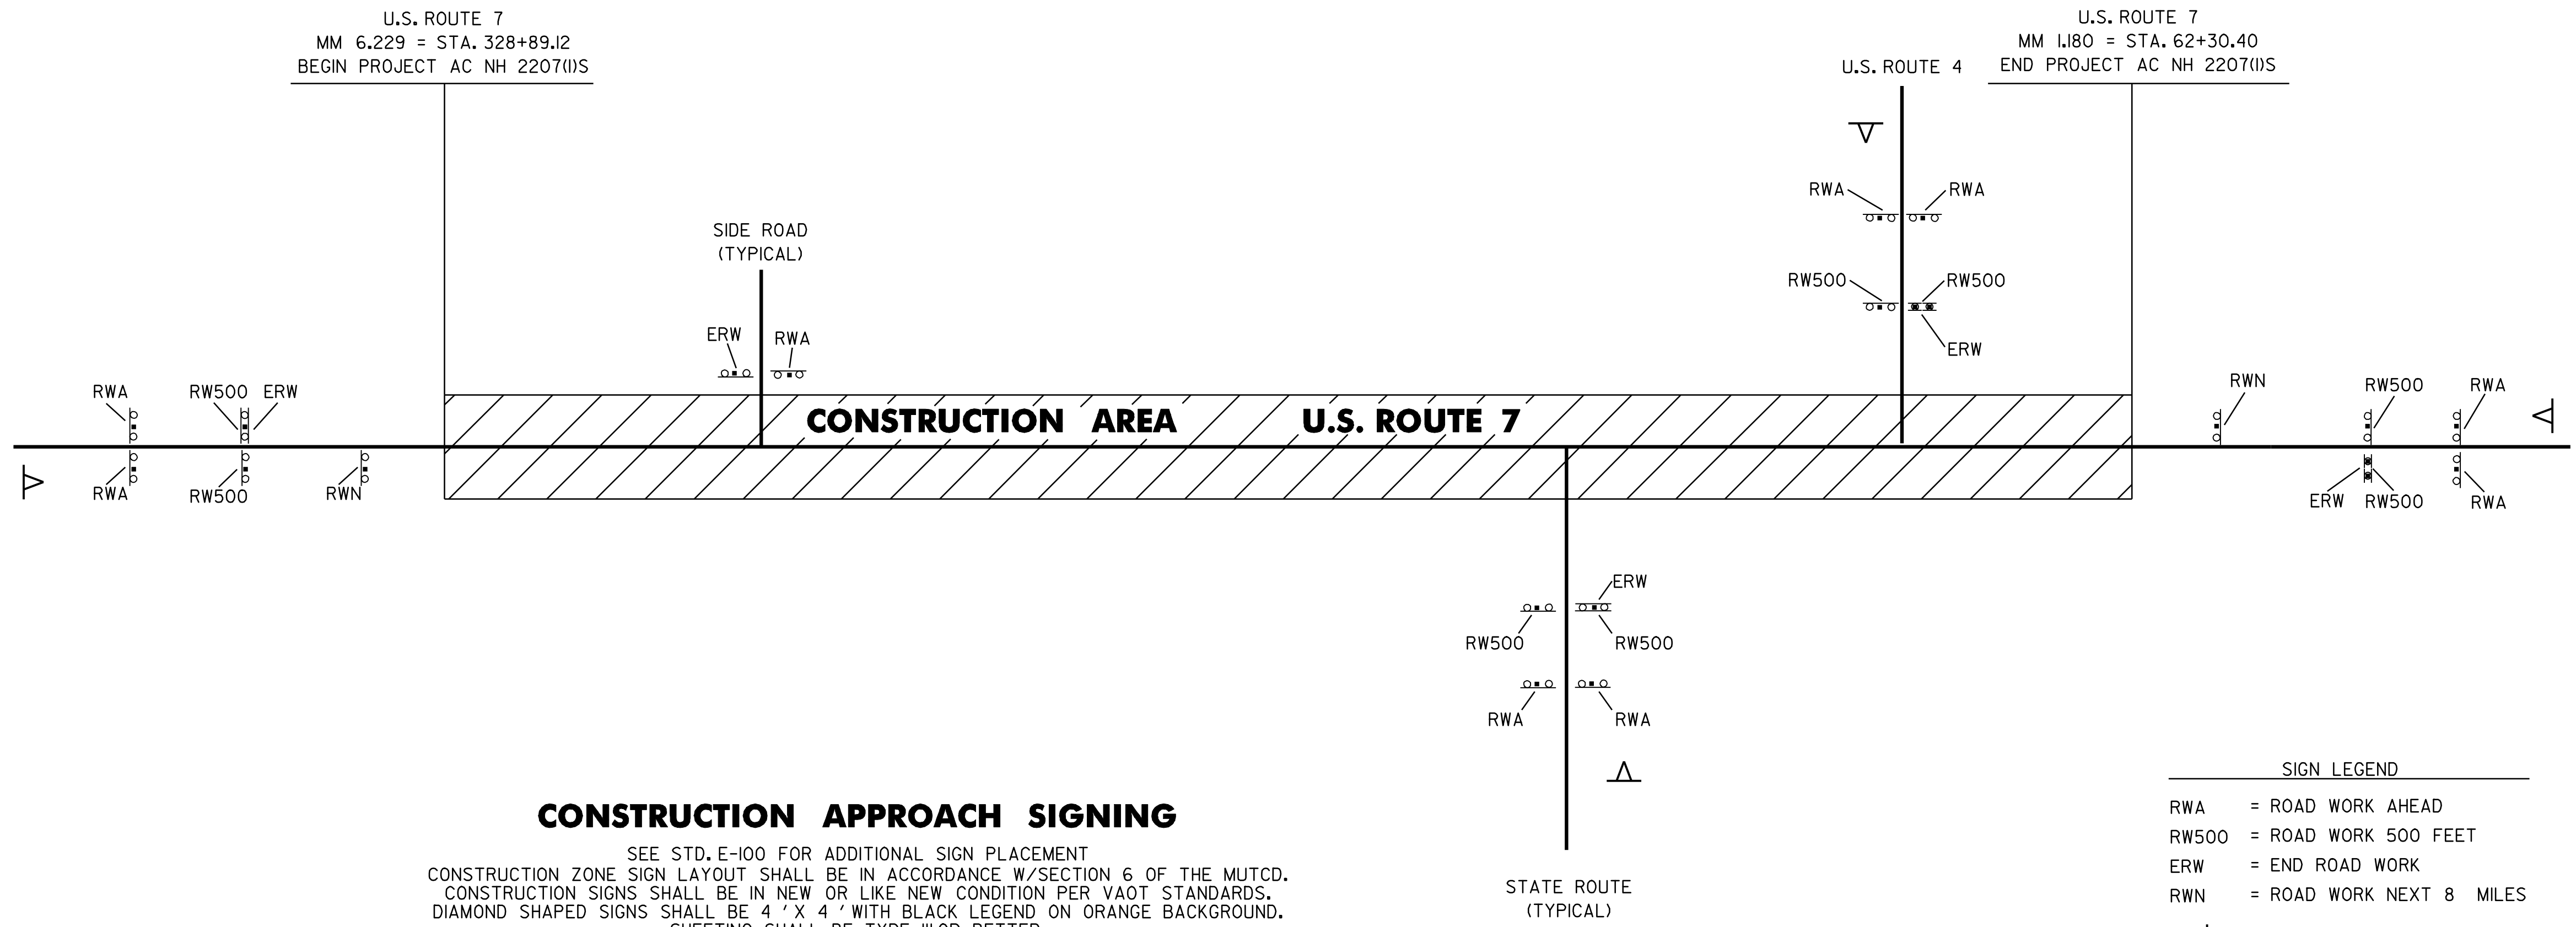 U.S. ROUTE 7
MM 6.229 = STA. 328+89.12
BEGIN PROJECT AC NH 2207(1)S
U.S. ROUTE 7
MM 1.180 = STA. 62+30.40
END PROJECT AC NH 2207(1)S
U.S. ROUTE 4
RWA
RWA
RW500
RW500
ERW
SIDE ROAD
(TYPICAL)
ERW
RWA
RWA
RW500 ERW
RWN
RW500
RWA
CONSTRUCTION AREA U.S. ROUTE 7
RWA
RW500
RWN
ERW RW500
RWA
ERW
RW500
RW500
RWA
RWA
STATE ROUTE
(TYPICAL)
CONSTRUCTION APPROACH SIGNING
SEE STD. E-100 FOR ADDITIONAL SIGN PLACEMENT
CONSTRUCTION ZONE SIGN LAYOUT SHALL BE IN ACCORDANCE W/SECTION 6 OF THE MUTCD.
CONSTRUCTION SIGNS SHALL BE IN NEW OR LIKE NEW CONDITION PER VAOT STANDARDS.
DIAMOND SHAPED SIGNS SHALL BE 4 ' X 4 ' WITH BLACK LEGEND ON ORANGE BACKGROUND.
SIGN LEGEND
RWA = ROAD WORK AHEAD
RW500 = ROAD WORK 500 FEET
ERW = END ROAD WORK
RWN = ROAD WORK NEXT 8 MILES